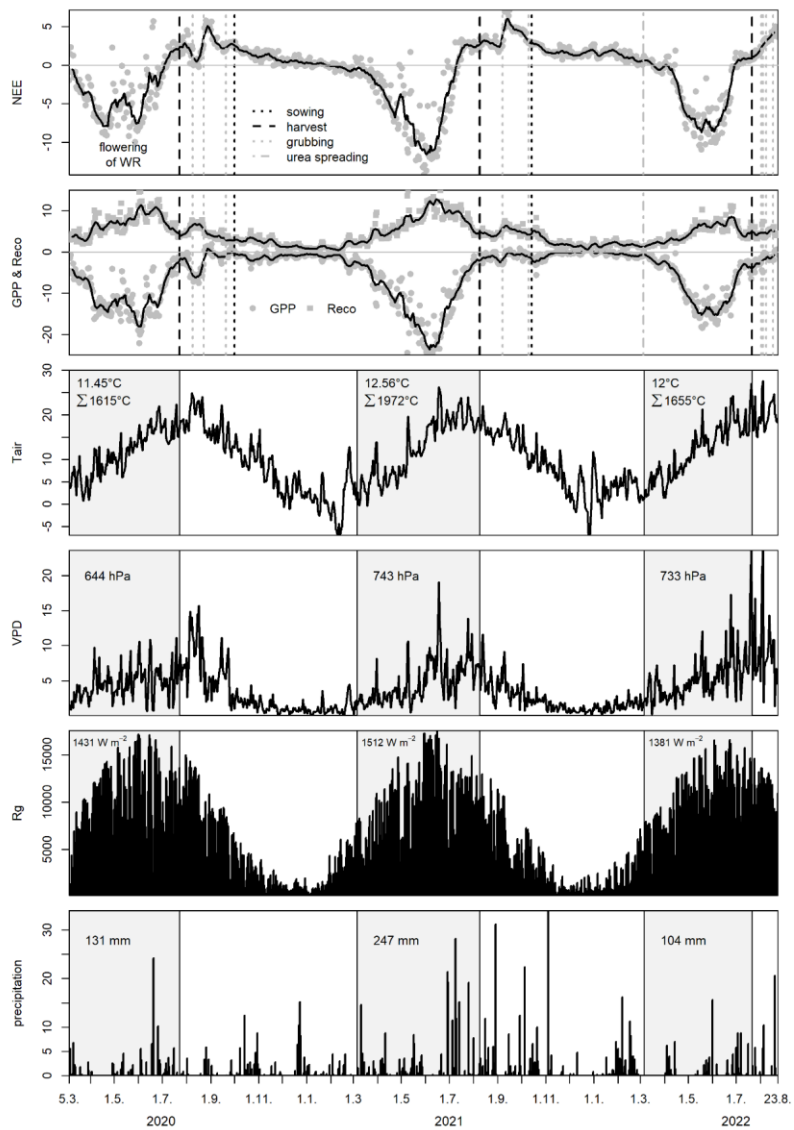 NEE
5
0
-5
-10
flowering
of WR
sowing
harvest
grubbing
urea spreading
GPP & Reco
10
0
-10
-20
GPP
Reco
Tair
30
20
10
5
0
-5
11.45°C
∑1615°C
12.56°C
∑1972°C
12°C
∑1655°C
VPD
20
15
10
5
644 hPa
743 hPa
733 hPa
Rg
15000
10000
5000
1431 W m-2
1512 W m-2
1381 W m-2
precipitation
30
20
10
5
0
131 mm
247 mm
104 mm
5.3. 1.5. 1.7. 1.9. 1.11. 1.3 1.5. 1.7. 1.9. 1.11. 1.1. 1.3. 1.5. 1.7. 23.8.
2020 2021 2022